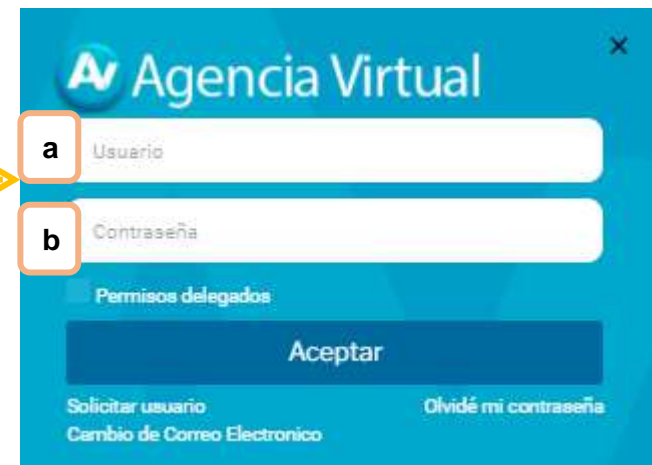 AV Agencia Virtual
×
a Usuario
b Contraseña
Permisos delegados
Aceptar
Solicitar usuario Olvidé mi contraseña
Cambio de Correo Electronico